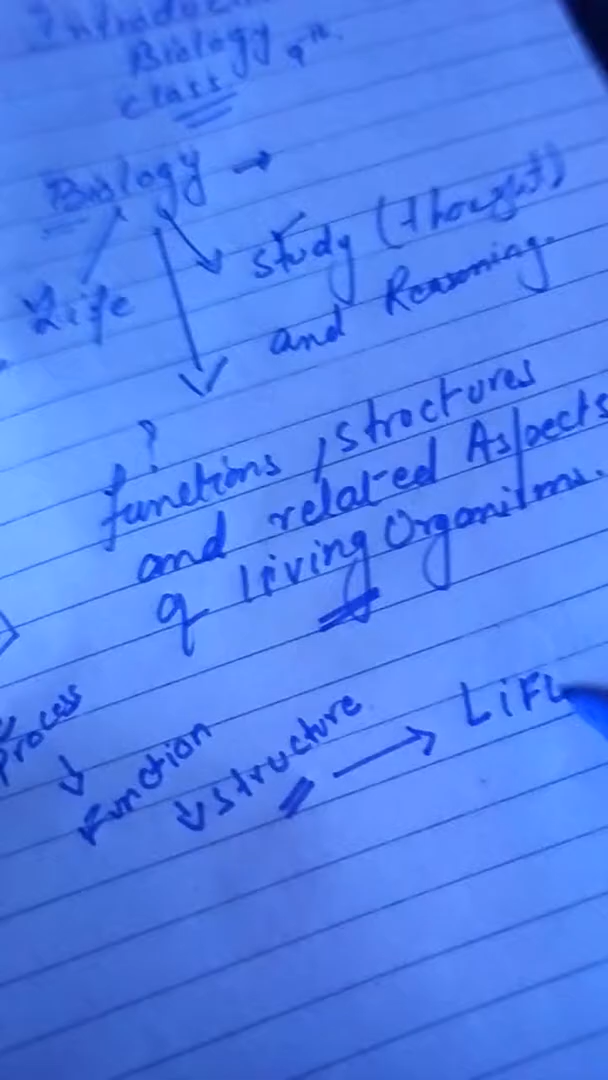 Biology 9th
class
Biology →
Life
study (thought)
and Reasoning.
?
functions, structures
and related Aspects
of living Organisms.
Process
↓ function
↓ structure → LiFE